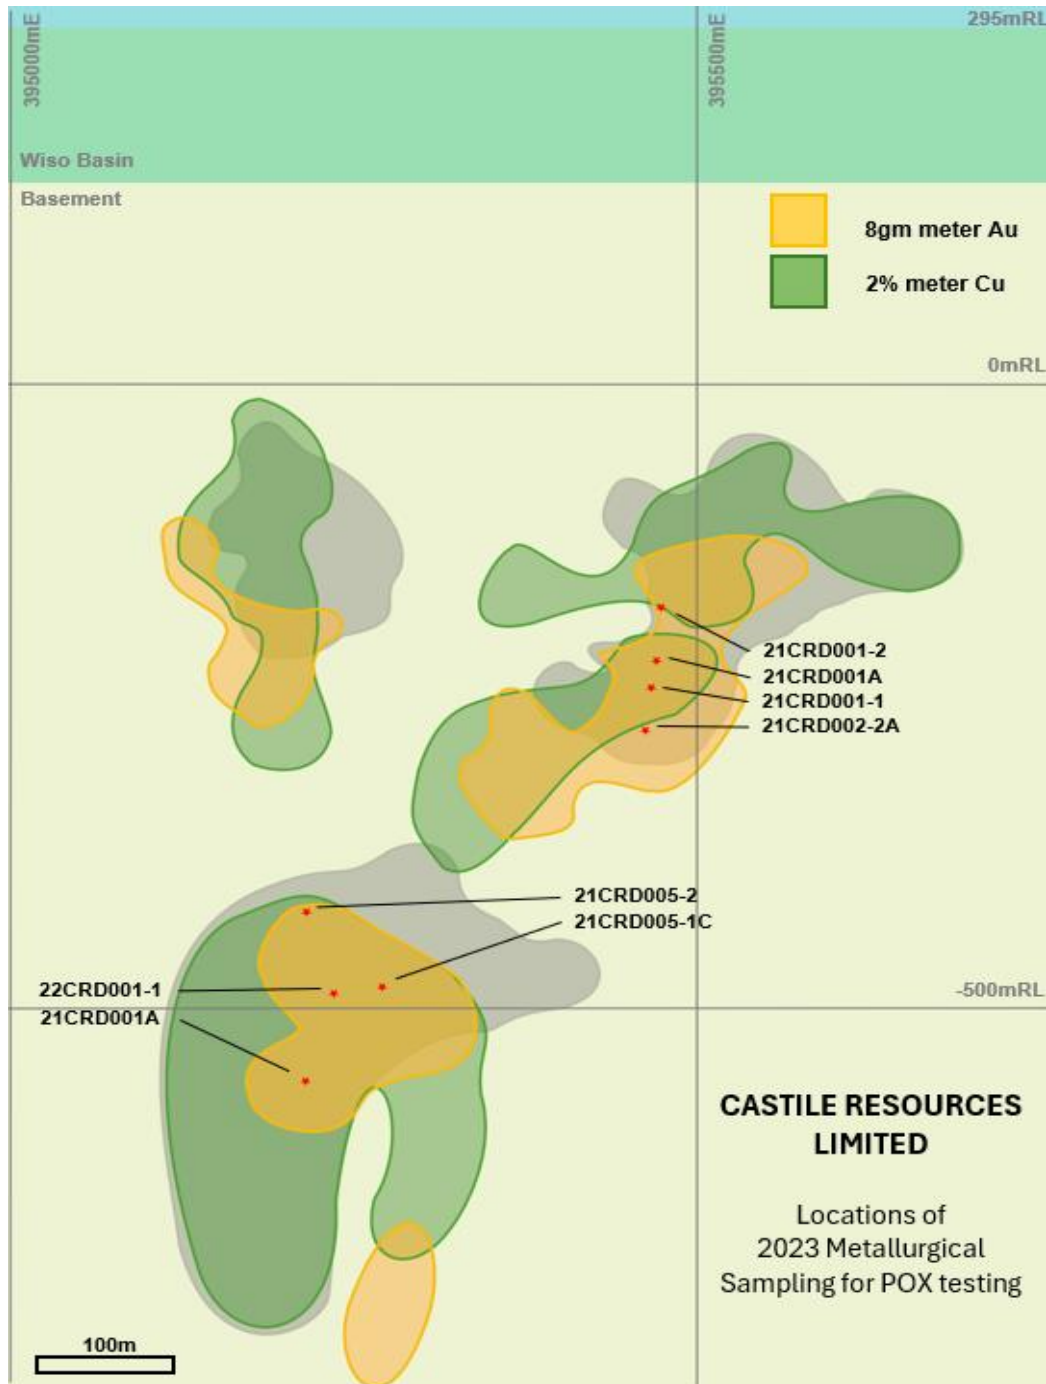 395000mE
395500mE
295mRL
Wiso Basin
Basement
8gm meter Au
2% meter Cu
0mRL
21CRD001-2
21CRD001A
21CRD001-1
21CRD002-2A
21CRD005-2
21CRD005-1C
22CRD001-1
21CRD001A
-500mRL
CASTILE RESOURCES
LIMITED
Locations of
2023 Metallurgical
Sampling for POX testing
100m